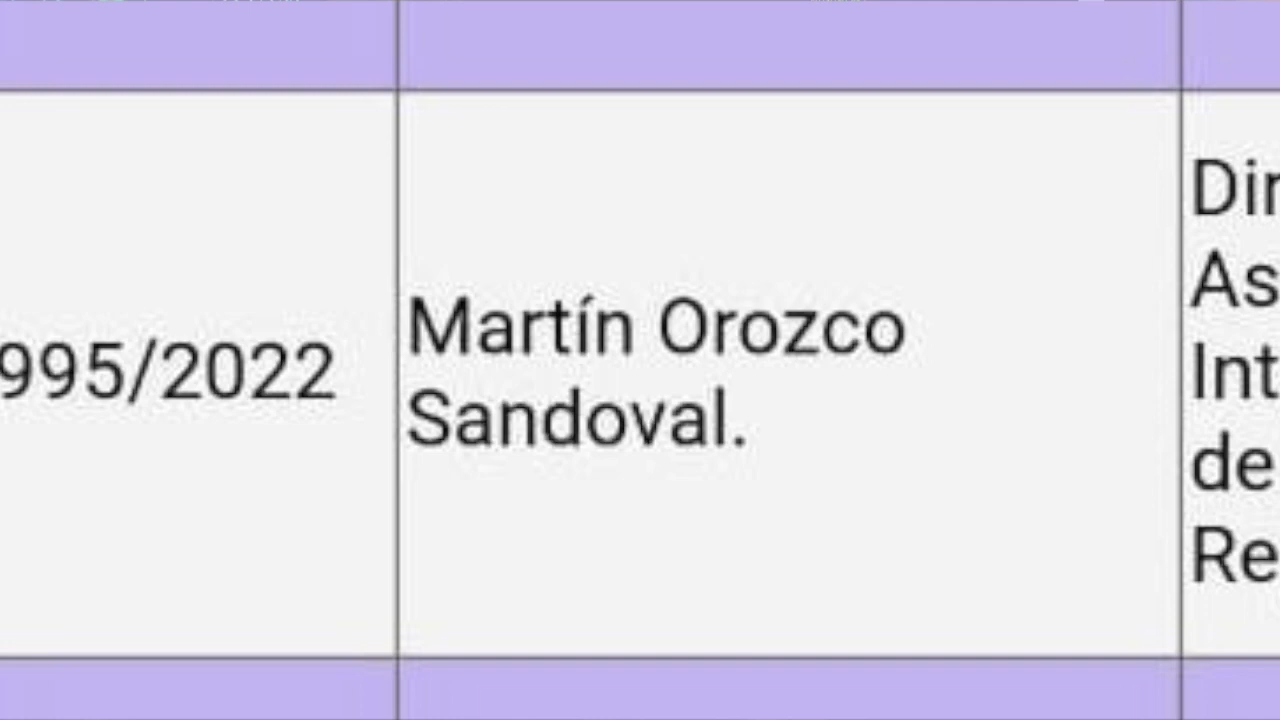 995/2022
Martín Orozco
Sandoval.
Dir
As
Int
de
Re